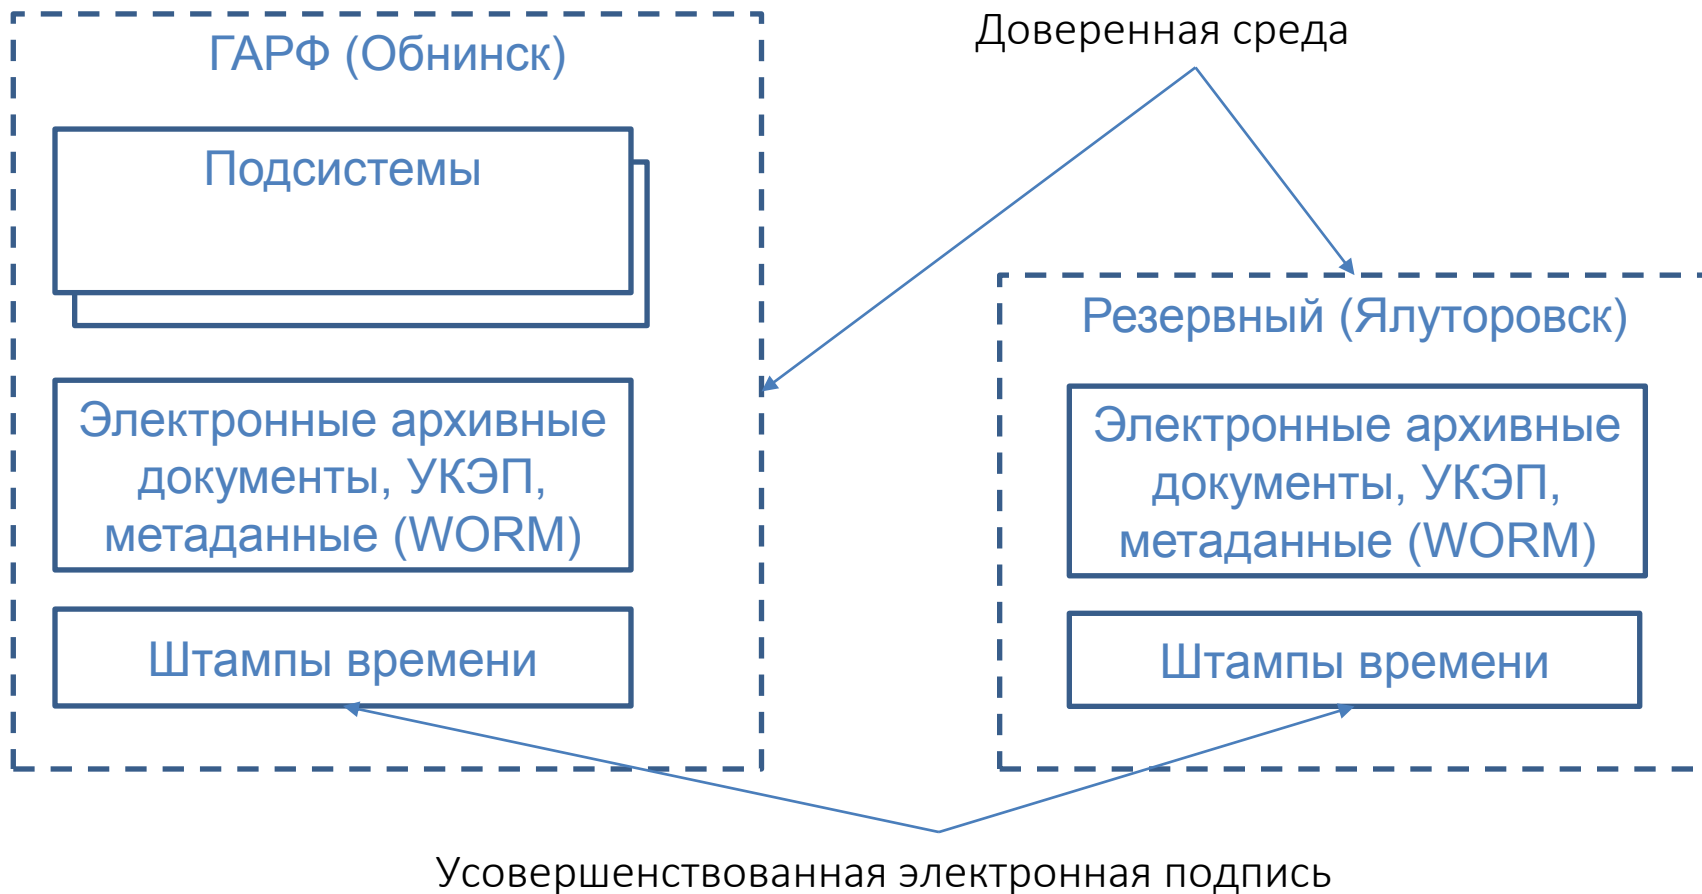 Доверенная среда
ГАРФ (Обнинск)
Подсистемы
Электронные архивные
документы, УКЭП,
метаданные (WORM)
Штампы времени
Резервный (Ялуторовск)
Электронные архивные
документы, УКЭП,
метаданные (WORM)
Штампы времени
Усовершенствованная электронная подпись